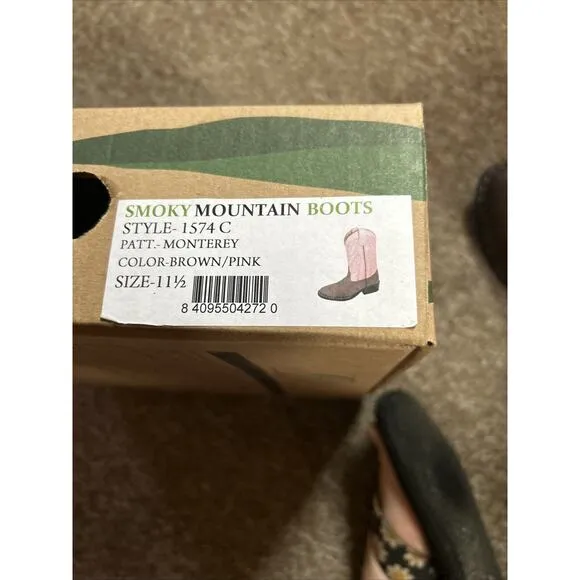 SMOKY MOUNTAIN BOOTS
STYLE- 1574 C
PATT.- MONTEREY
COLOR-BROWN/PINK
SIZE-11½
8 4095504272 0